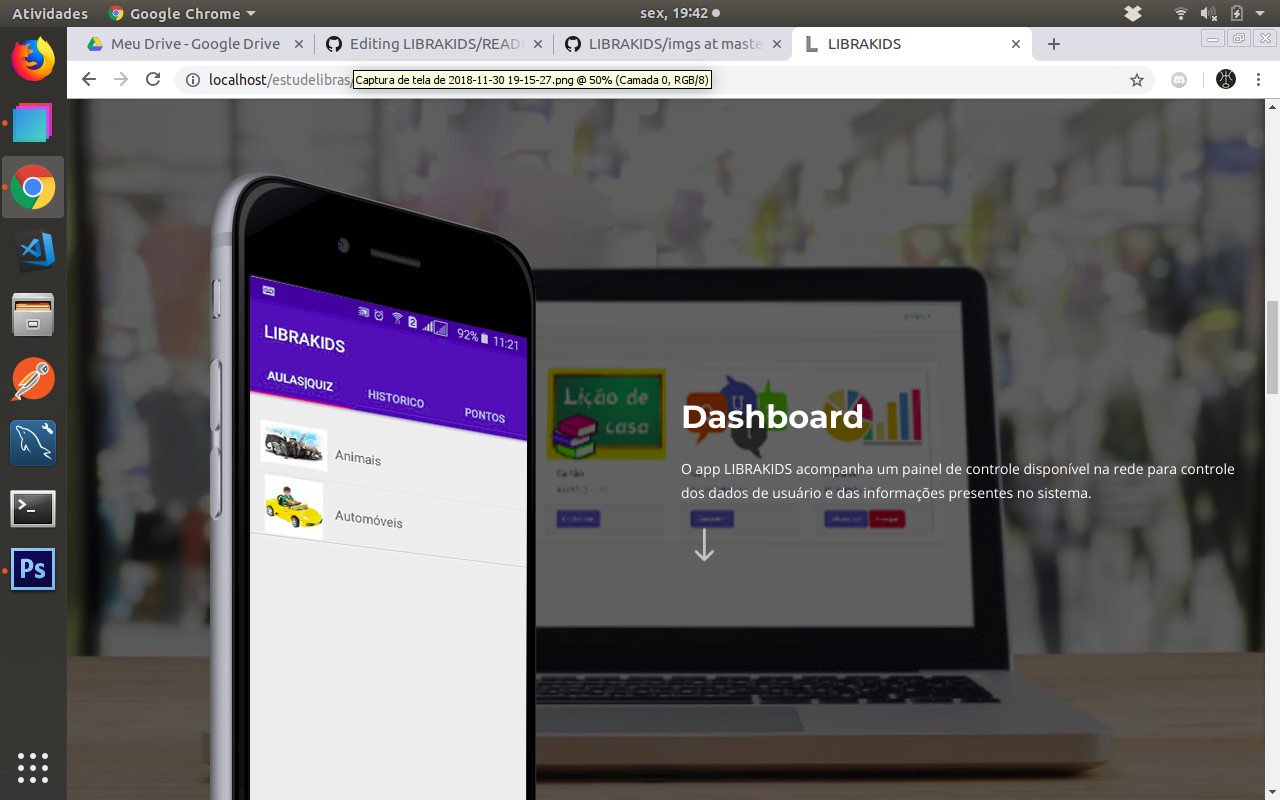 Atividades
Google Chrome
sex, 19:42
Meu Drive - Google Drive
Editing LIBRAKIDS/READ
LIBRAKIDS/imgs at maste
LIBRAKIDS
localhost/estudelibras/
Captura de tela de 2018-11-30 19-15-27.png @ 50% (Camada 0, RGB/8)
2
92%
11:21
LIBRAKIDS
AULAS|QUIZ
HISTORICO
PONTOS
Animais
Automóveis
Lição de
casa
Dashboard
O app LIBRAKIDS acompanha um painel de controle disponível na rede para controle
dos dados de usuário e das informações presentes no sistema.
Ps